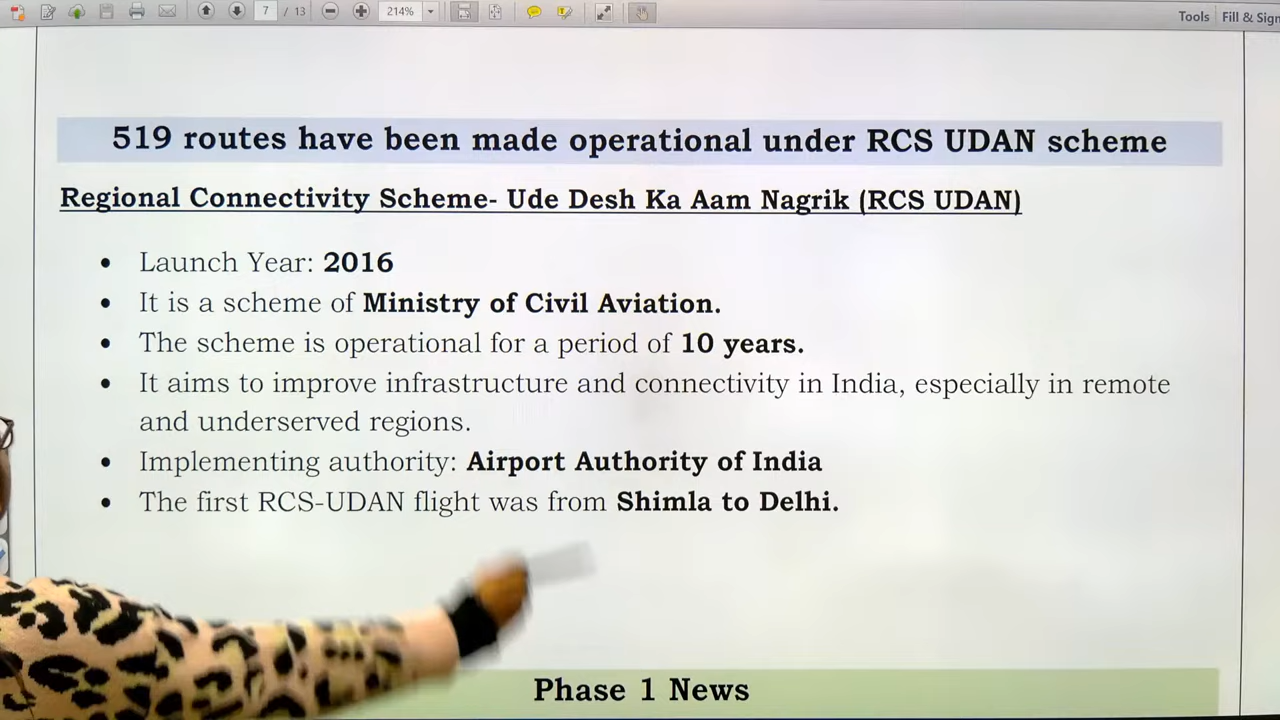 7 / 13
214%
Tools
Fill & Sign
519 routes have been made operational under RCS UDAN scheme
Regional Connectivity Scheme- Ude Desh Ka Aam Nagrik (RCS UDAN)
• Launch Year: 2016
• It is a scheme of Ministry of Civil Aviation.
• The scheme is operational for a period of 10 years.
• It aims to improve infrastructure and connectivity in India, especially in remote
and underserved regions.
• Implementing authority: Airport Authority of India
• The first RCS-UDAN flight was from Shimla to Delhi.
Phase 1 News